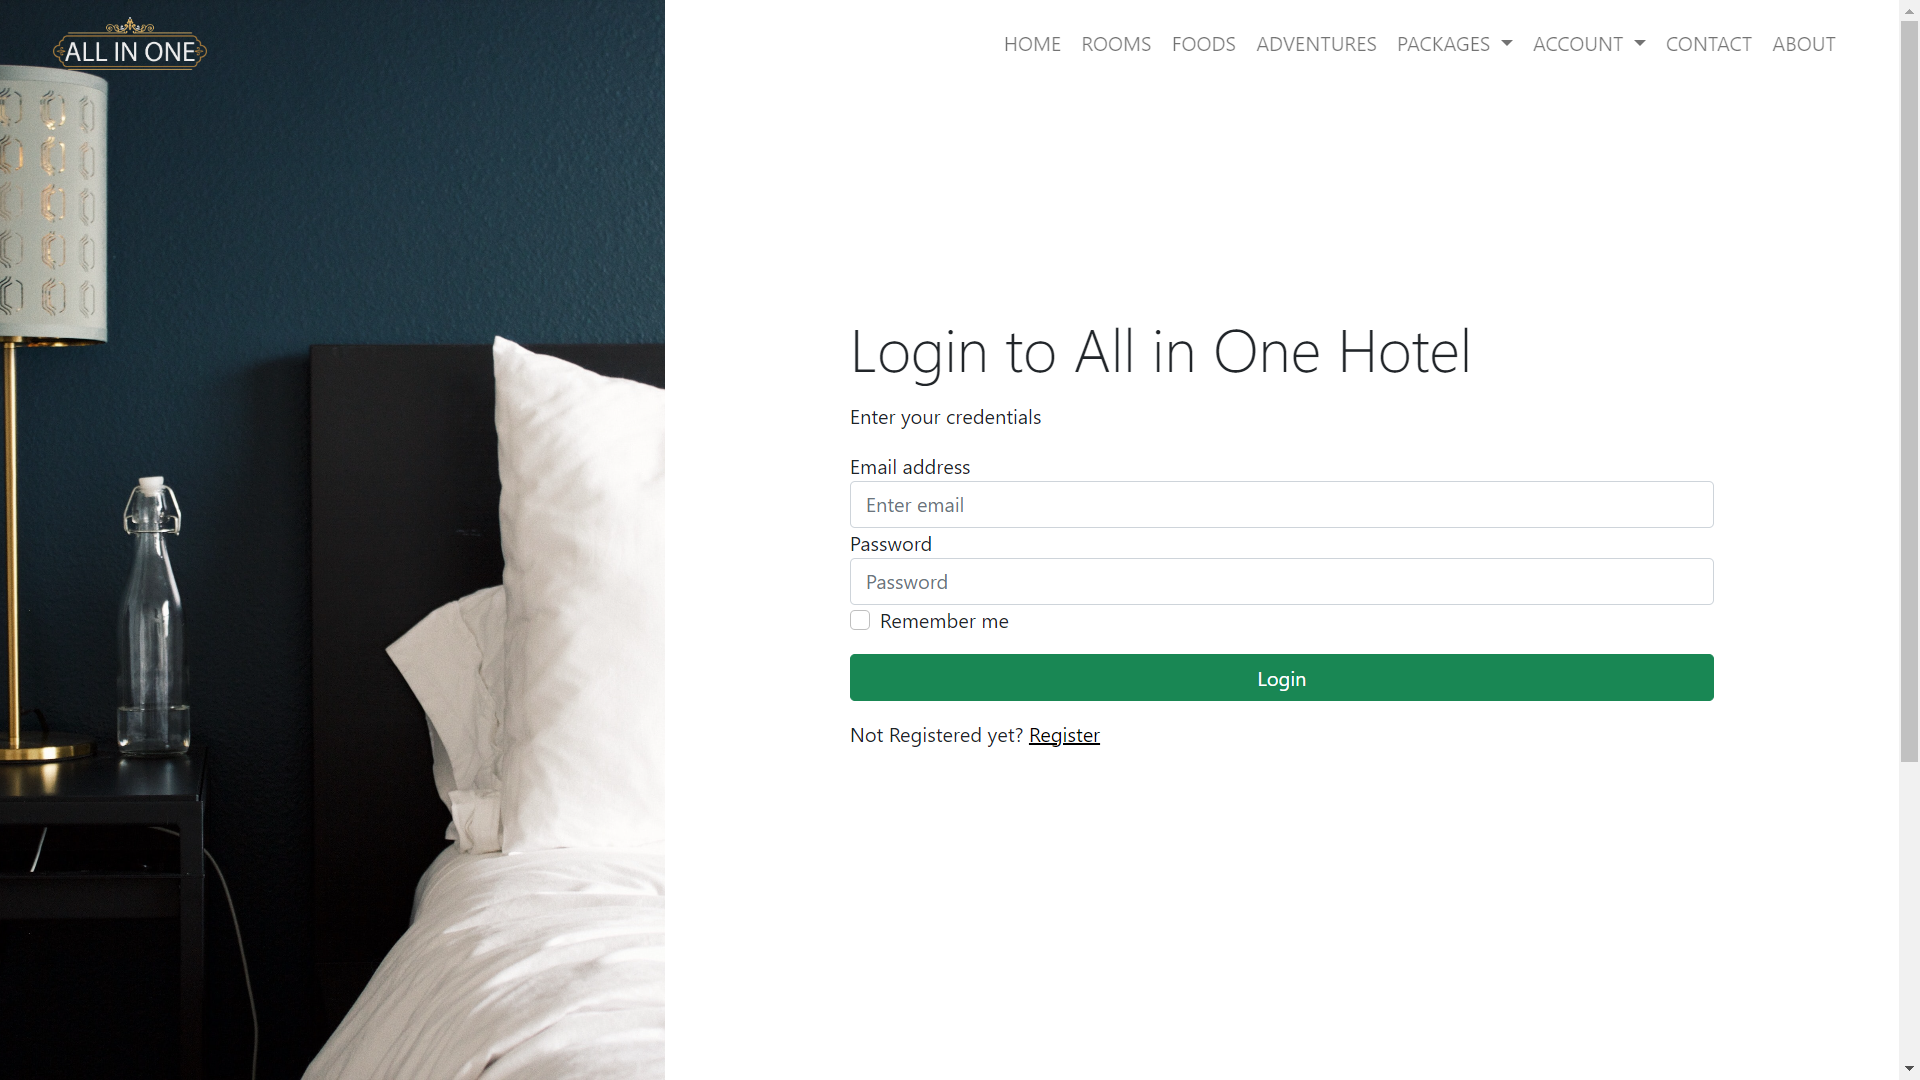 ALL IN ONE
HOME ROOMS FOODS ADVENTURES PACKAGES ACCOUNT CONTACT ABOUT
Login to All in One Hotel
Enter your credentials
Email address
Enter email
Password
Password
Remember me
Login
Not Registered yet? Register